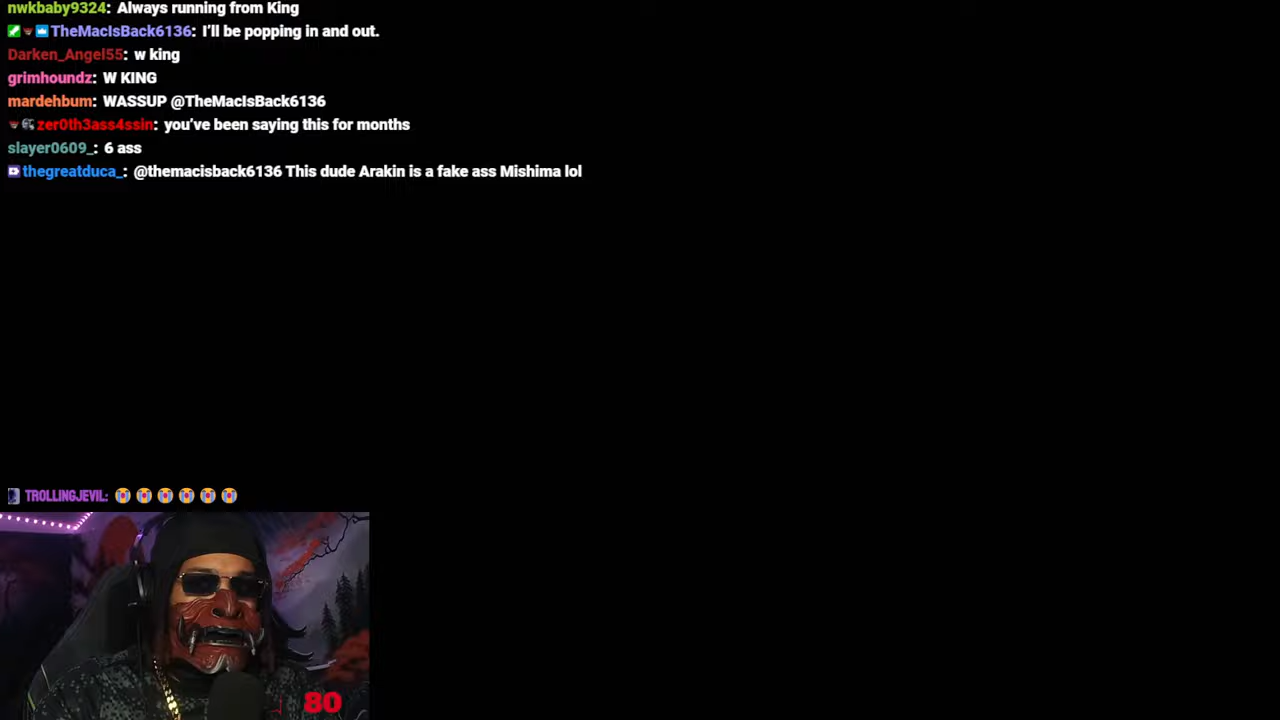 nwkbaby9324: Always running from King
TheMacIsBack6136: I'll be popping in and out.
Darken_Angel55: w king
grimhoundz: W KING
mardehbum: WASSUP @TheMacIsBack6136
zer0th3ass4ssin: you've been saying this for months
slayer0609_: 6 ass
thegreatduca_: @themacisback6136 This dude Arakin is a fake ass Mishima lol
TROLLINGJEVIL: 😭 😭 😭 😭 😭 😭
80